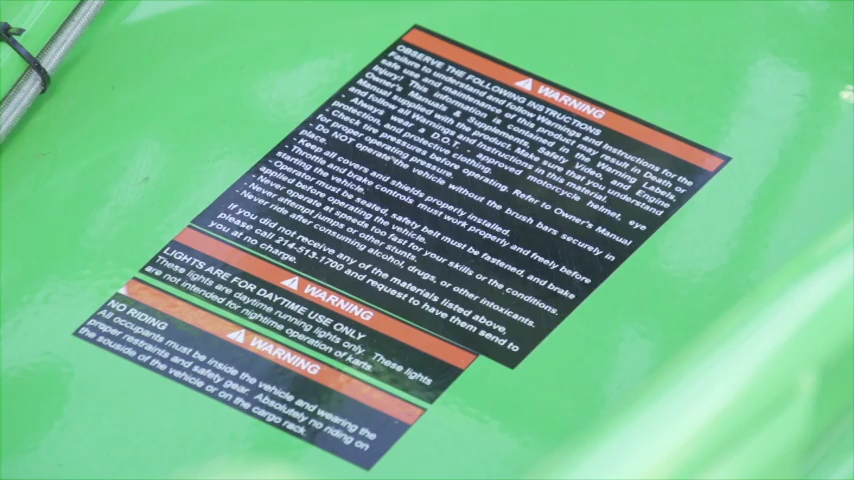 WARNING
OBSERVE THE FOLLOWING INSTRUCTIONS
Failure to understand and follow Warnings and Instructions for the
safe use and maintenance of this product may result in Death or
Injury! This information is contained in the Warning Labels,
Owner's Manuals & Supplements, Safety Video, and Engine
Manual supplied with the product. Make sure that you understand
and follow all Warnings and Instructions in this material.
- Always wear a D.O.T. - approved motorcycle helmet, eye
protection, and protective clothing.
- Check tire pressures before operating. Refer to Owner's Manual
for proper operating pressure.
- Do NOT operate the vehicle without the brush bars securely in
place.
- Keep all covers and shields properly installed.
- Throttle and brake controls must work properly and freely before
starting the vehicle.
- Operator must be seated, safety belt must be fastened, and brake
applied before operating the vehicle.
- Never operate at speeds too fast for your skills or the conditions.
- Never attempt jumps or other stunts.
- Never ride after consuming alcohol, drugs, or other intoxicants.
If you did not receive any of the materials listed above,
please call 214-513-1700 and request to have them send to
you at no charge.
WARNING
LIGHTS ARE FOR DAYTIME USE ONLY
These lights are daytime running lights only. These lights
are not intended for nightime operation of karts.
WARNING
NO RIDING
All occupants must be inside the vehicle and wearing the
proper restraints and safety gear. Absolutely no riding on
the souside of the vehicle or on the cargo rack.